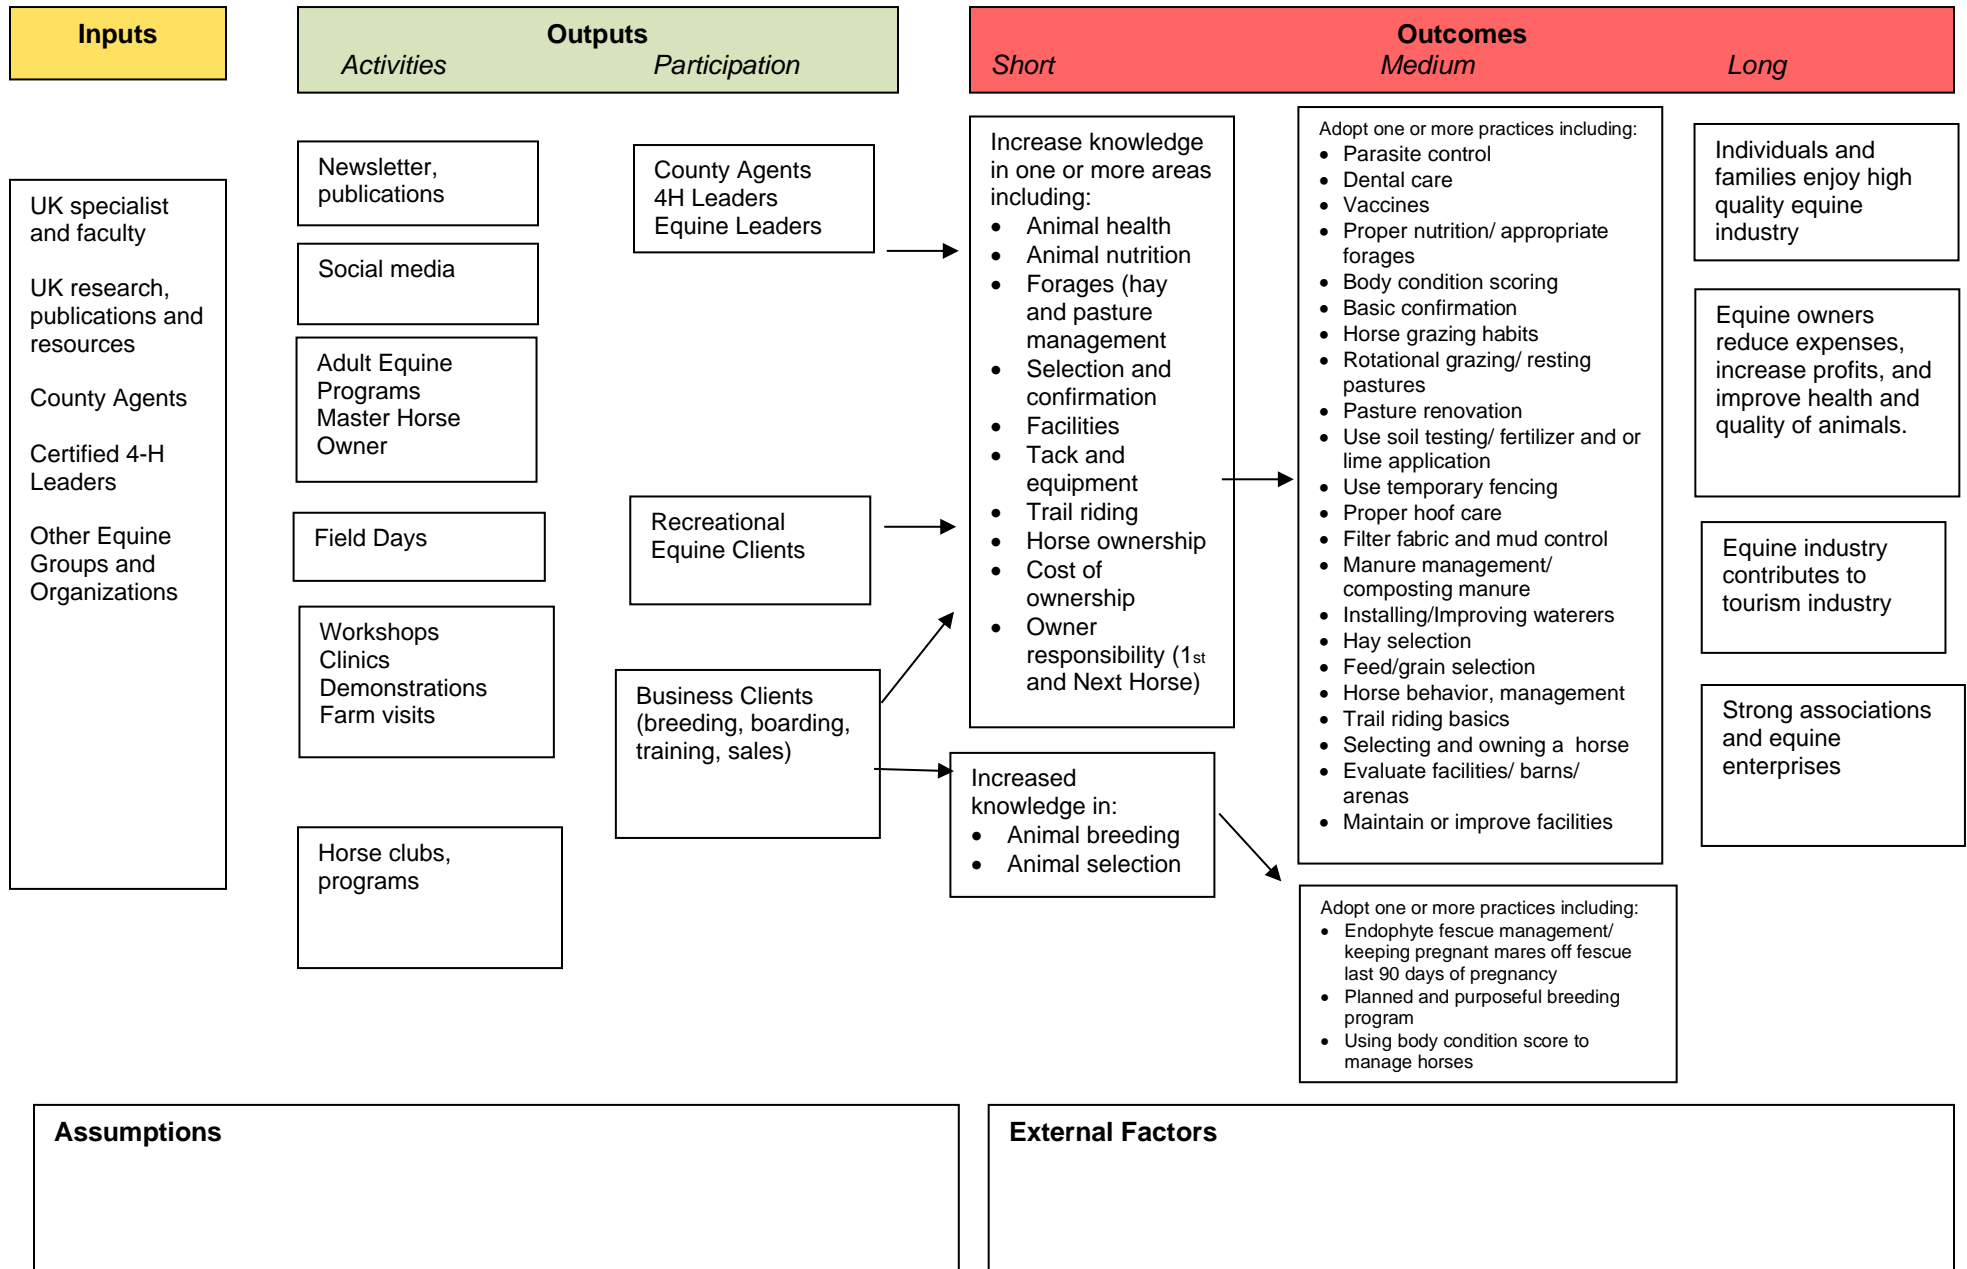 Inputs
Outputs
Activities
Participation
Outcomes
Short
Medium
Long
UK specialist
and faculty
UK research,
publications and
resources
County Agents
Certified 4-H
Leaders
Other Equine
Groups and
Organizations
Newsletter,
publications
Social media
Adult Equine
Programs
Master Horse
Owner
Field Days
Workshops
Clinics
Demonstrations
Farm visits
Horse clubs,
programs
County Agents
4H Leaders
Equine Leaders
Recreational
Equine Clients
Business Clients
(breeding, boarding,
training, sales)
Increase knowledge
in one or more areas
including:
• Animal health
• Animal nutrition
• Forages (hay
and pasture
management
• Selection and
confirmation
• Facilities
• Tack and
equipment
• Trail riding
• Horse ownership
• Cost of
ownership
• Owner
responsibility (1st
and Next Horse)
Increased
knowledge in:
• Animal breeding
• Animal selection
Adopt one or more practices including:
• Parasite control
• Dental care
• Vaccines
• Proper nutrition/ appropriate
forages
• Body condition scoring
• Basic confirmation
• Horse grazing habits
• Rotational grazing/ resting
pastures
• Pasture renovation
• Use soil testing/ fertilizer and or
lime application
• Use temporary fencing
• Proper hoof care
• Filter fabric and mud control
• Manure management/
composting manure
• Installing/Improving waterers
• Hay selection
• Feed/grain selection
• Horse behavior, management
• Trail riding basics
• Selecting and owning a horse
• Evaluate facilities/ barns/
arenas
• Maintain or improve facilities
Adopt one or more practices including:
• Endophyte fescue management/
keeping pregnant mares off fescue
last 90 days of pregnancy
• Planned and purposeful breeding
program
• Using body condition score to
manage horses
Individuals and
families enjoy high
quality equine
industry
Equine owners
reduce expenses,
increase profits, and
improve health and
quality of animals.
Equine industry
contributes to
tourism industry
Strong associations
and equine
enterprises
Assumptions
External Factors